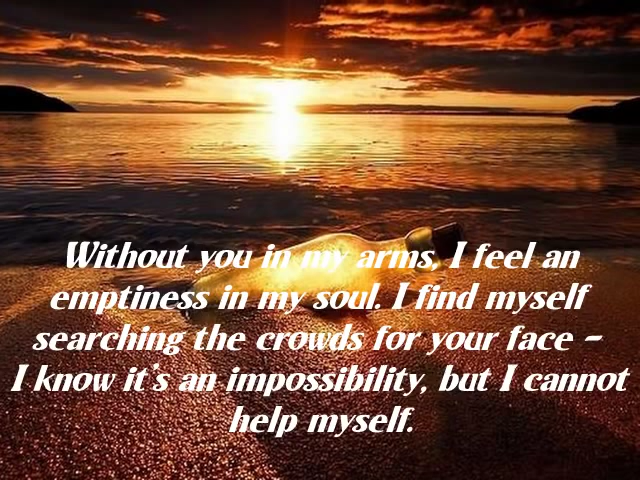 Without you in my arms, I feel an
emptiness in my soul. I find myself
searching the crowds for your face -
I know it's an impossibility, but I cannot
help myself.